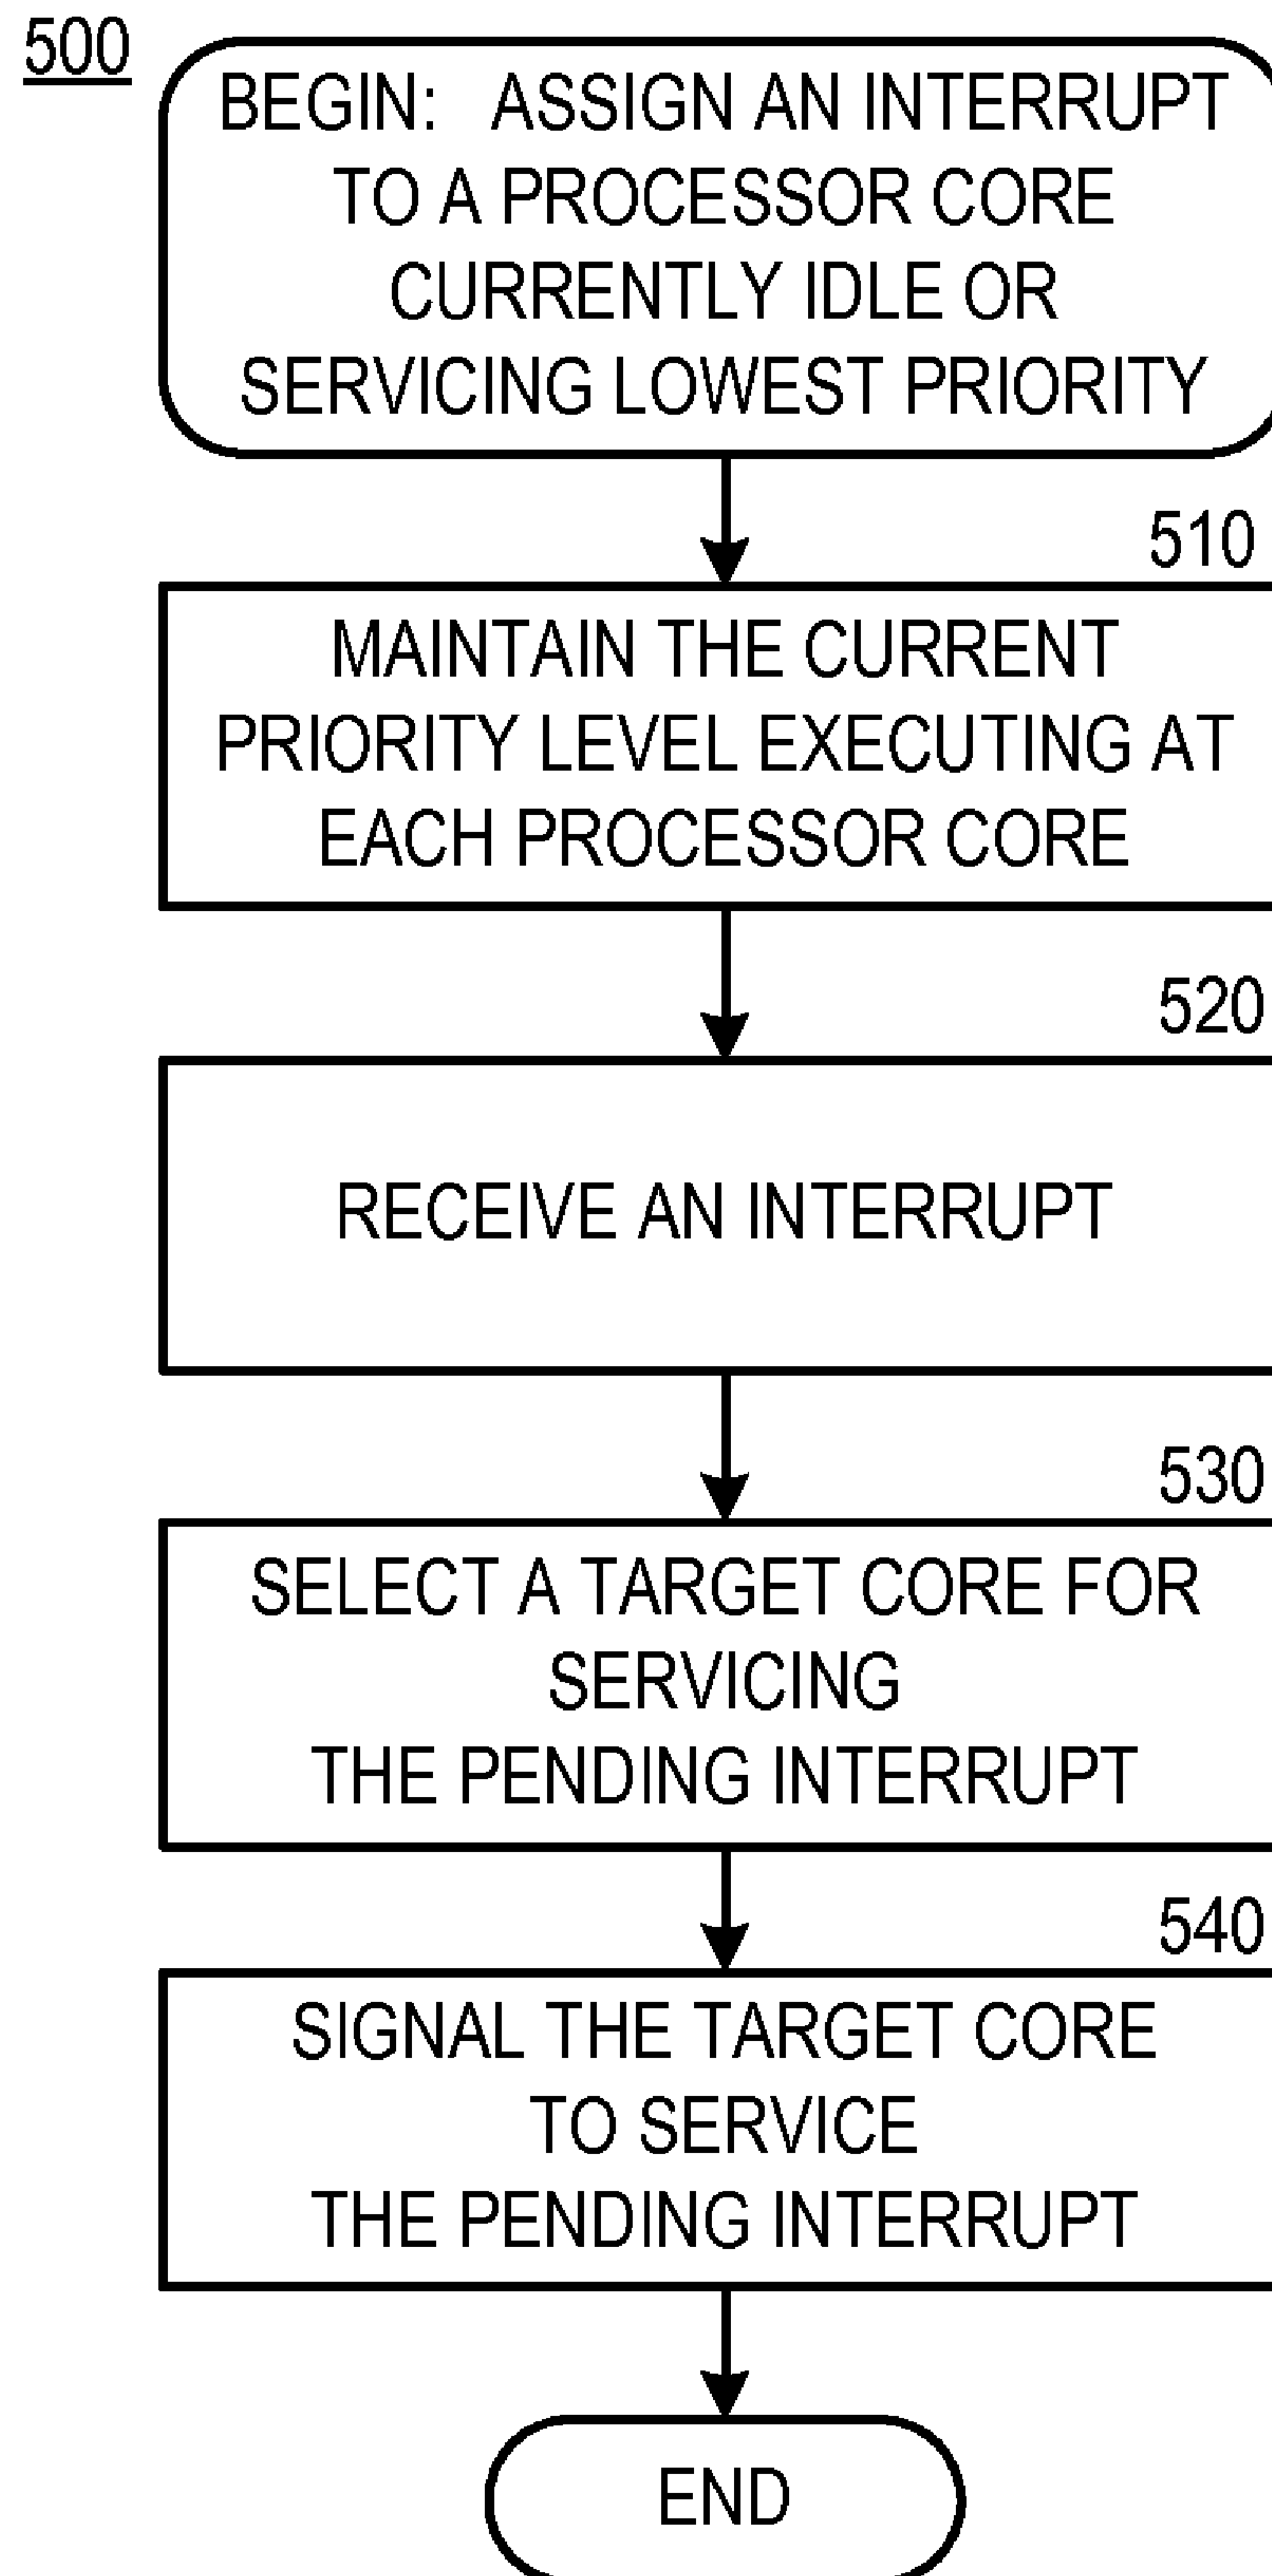 500
BEGIN: ASSIGN AN INTERRUPT
TO A PROCESSOR CORE
CURRENTLY IDLE OR
SERVICING LOWEST PRIORITY
510
MAINTAIN THE CURRENT
PRIORITY LEVEL EXECUTING AT
EACH PROCESSOR CORE
520
RECEIVE AN INTERRUPT
530
SELECT A TARGET CORE FOR
SERVICING
THE PENDING INTERRUPT
540
SIGNAL THE TARGET CORE
TO SERVICE
THE PENDING INTERRUPT
END